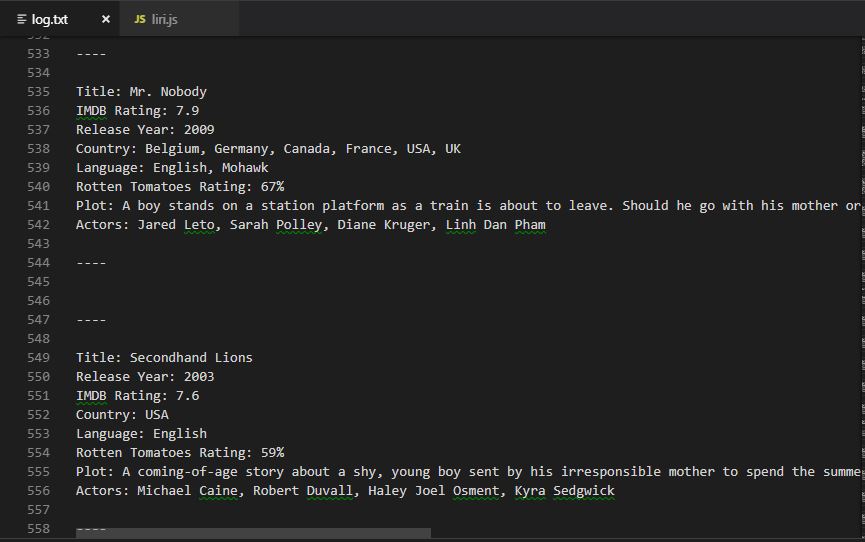 log.txt × JS liri.js
532
533 ----
534
535 Title: Mr. Nobody
536 IMDB Rating: 7.9
537 Release Year: 2009
538 Country: Belgium, Germany, Canada, France, USA, UK
539 Language: English, Mohawk
540 Rotten Tomatoes Rating: 67%
541 Plot: A boy stands on a station platform as a train is about to leave. Should he go with his mother or
542 Actors: Jared Leto, Sarah Polley, Diane Kruger, Linh Dan Pham
543
544 ----
545
546
547 ----
548
549 Title: Secondhand Lions
550 Release Year: 2003
551 IMDB Rating: 7.6
552 Country: USA
553 Language: English
554 Rotten Tomatoes Rating: 59%
555 Plot: A coming-of-age story about a shy, young boy sent by his irresponsible mother to spend the summe
556 Actors: Michael Caine, Robert Duvall, Haley Joel Osment, Kyra Sedgwick
557
558 ----